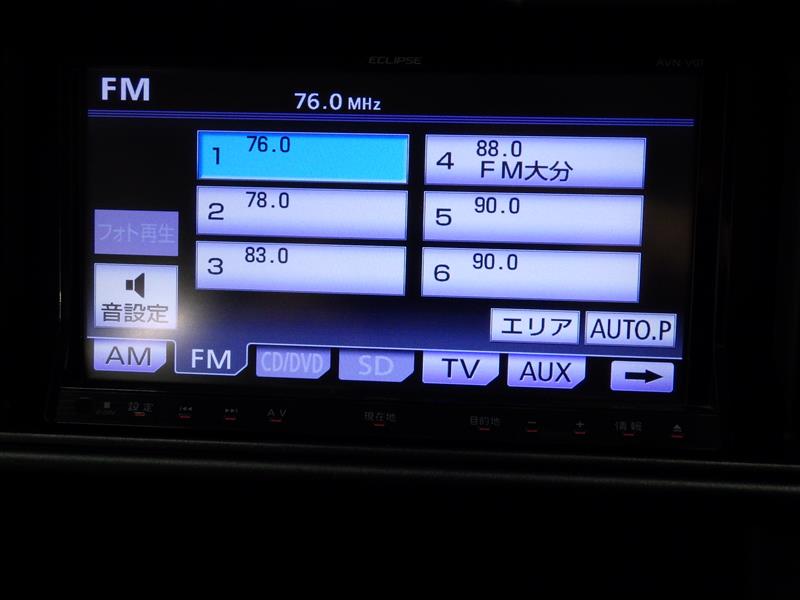 ECLIPSE
AVN-V01
FM
76.0 MHz
1 76.0
4 88.0
FM大分
2 78.0
5 90.0
3 83.0
6 90.0
フォト再生
音設定
エリア AUTO.P
AM FM CD/DVD SD TV AUX
設定 AV 現在地 目的地 − + 情報